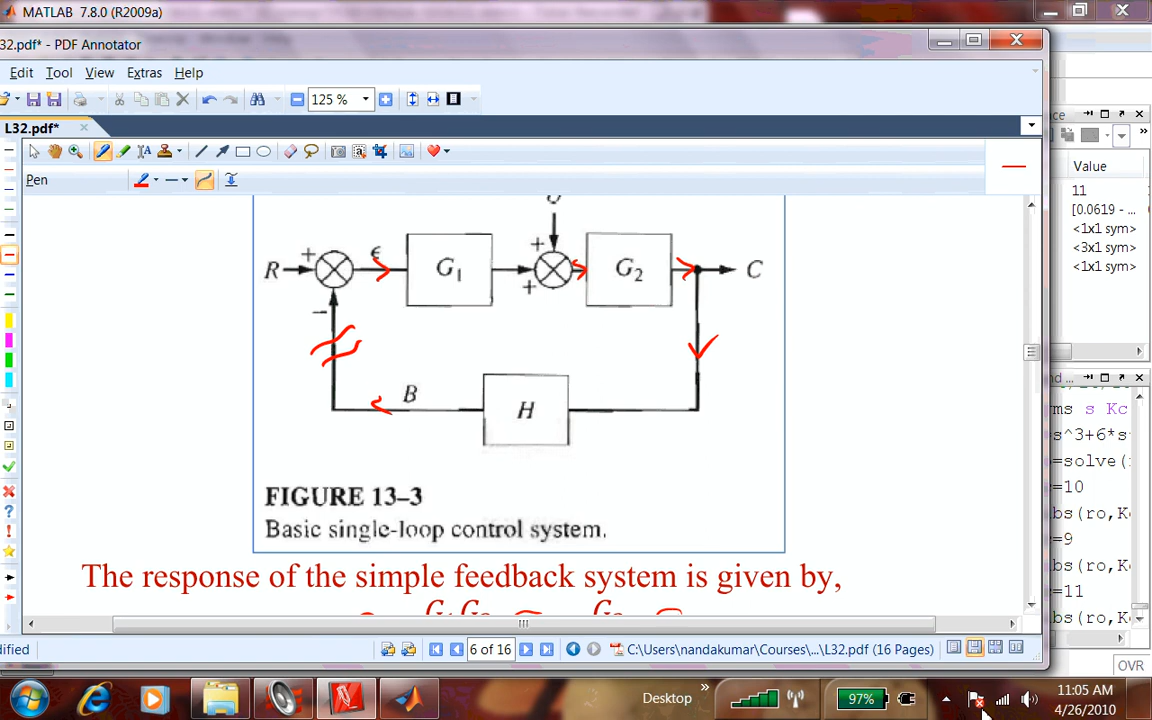 MATLAB 7.8.0 (R2009a)
32.pdf* - PDF Annotator
Edit Tool View Extras Help
125 %
L32.pdf*
Pen
Value
11
[0.0619 - ...
<1x1 sym>
<3x1 sym>
<1x1 sym>
R + ϵ G₁ + + G₂ C
−
B
H
FIGURE 13–3
Basic single-loop control system.
The response of the simple feedback system is given by,
ms s Kc
=s^3+6*s
=solve(
=10
bs(ro,K
=9
bs(ro,K
=11
bs(ro,K
6 of 16
C:\Users\nandakumar\Courses\...\L32.pdf (16 Pages)
OVR
Desktop
97%
11:05 AM
4/26/2010